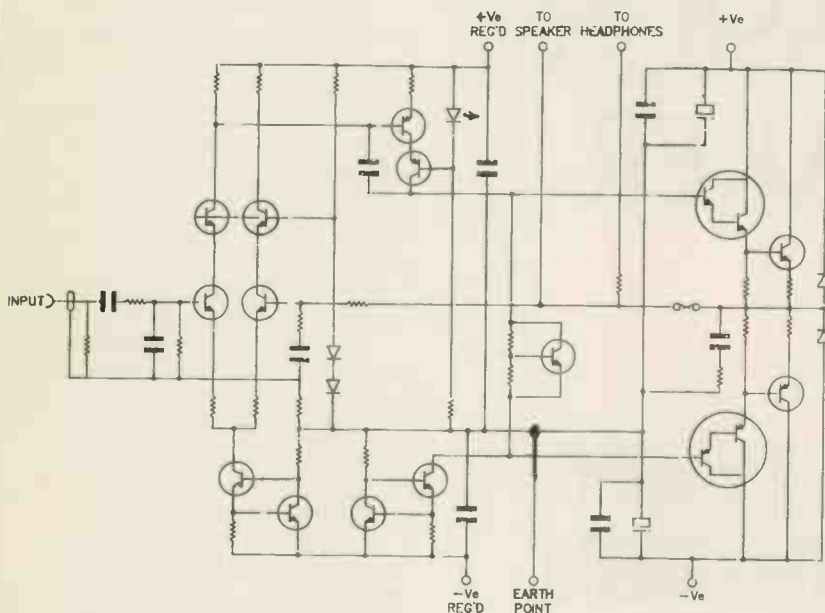 +Ve
REG'D
TO
SPEAKER
TO
HEADPHONES
+Ve
INPUT
-Ve
REG'D
EARTH
POINT
-Ve